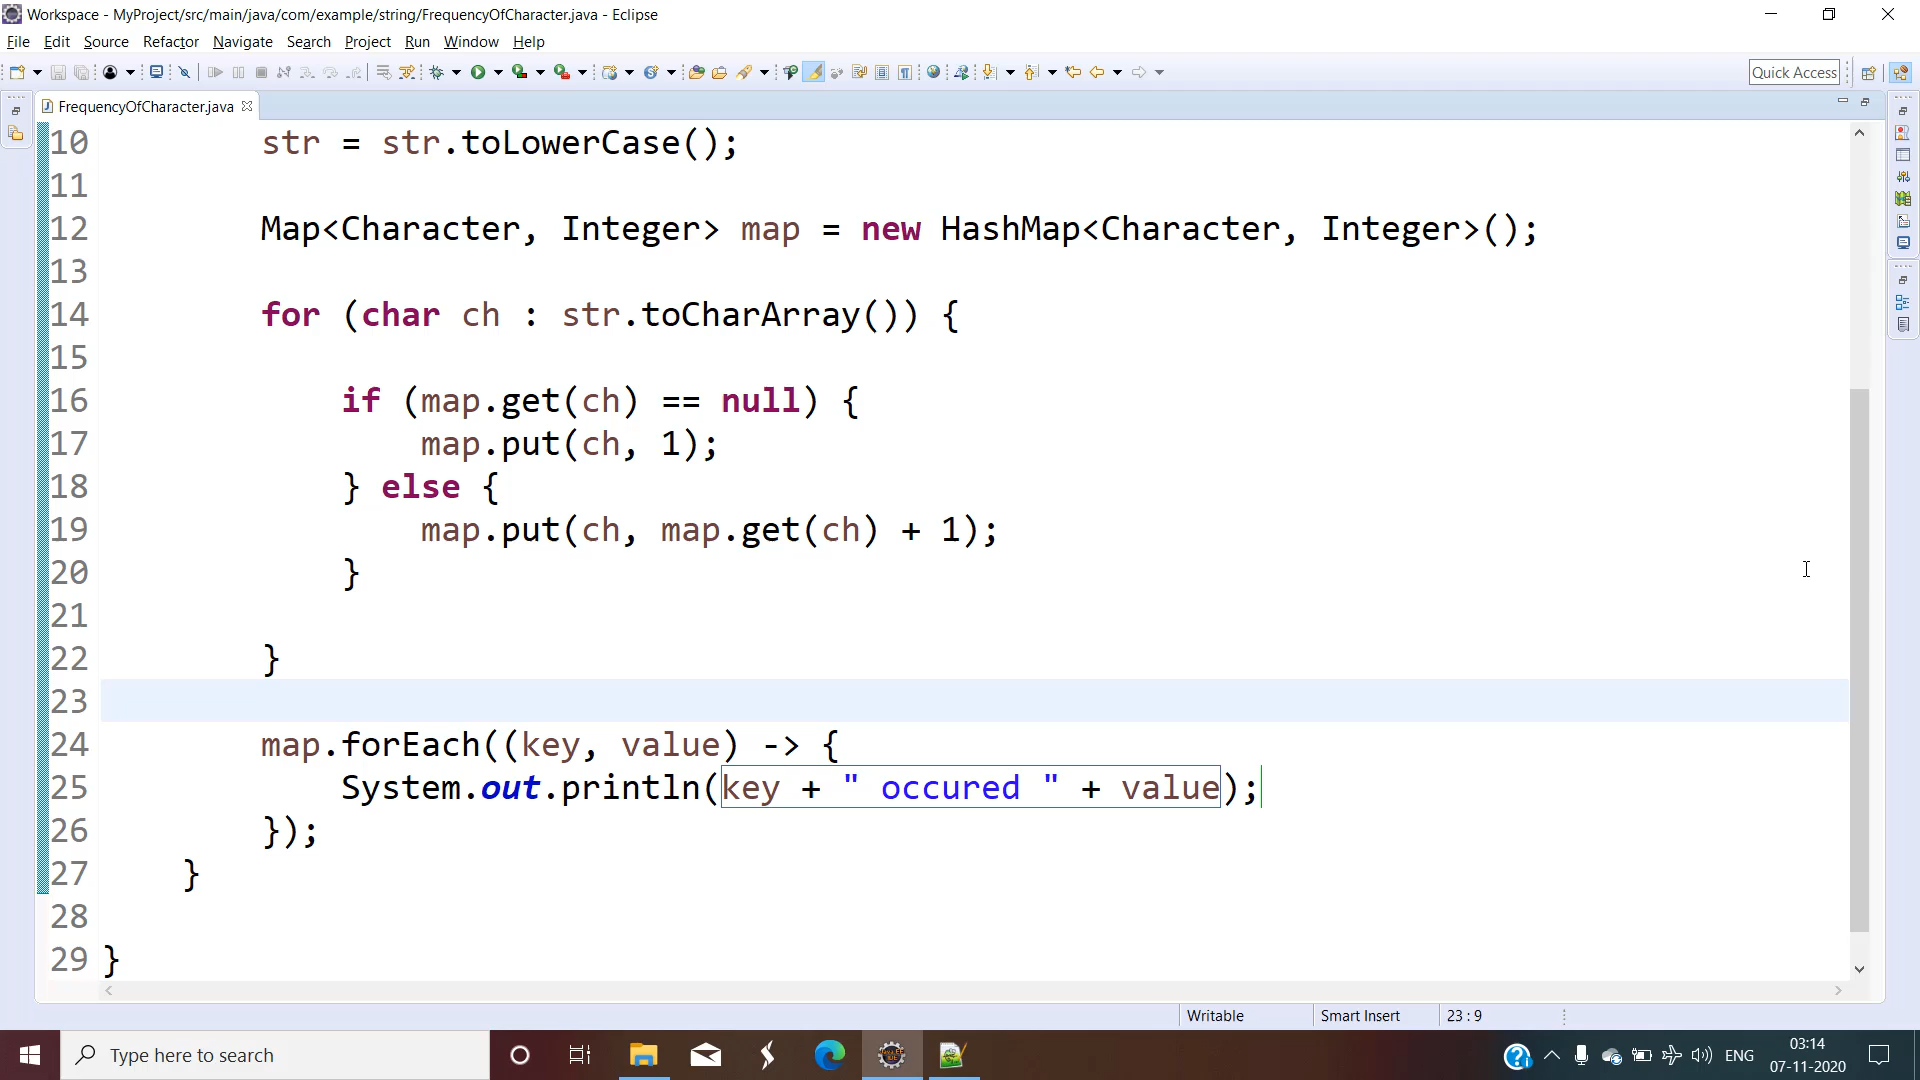 Workspace - MyProject/src/main/java/com/example/string/FrequencyOfCharacter.java - Eclipse
File Edit Source Refactor Navigate Search Project Run Window Help
Quick Access
FrequencyOfCharacter.java
10 str = str.toLowerCase();
11
12 Map<Character, Integer> map = new HashMap<Character, Integer>();
13
14 for (char ch : str.toCharArray()) {
15
16 if (map.get(ch) == null) {
17 map.put(ch, 1);
18 } else {
19 map.put(ch, map.get(ch) + 1);
20 }
21
22 }
23
24 map.forEach((key, value) -> {
25 System.out.println(key + " occured " + value);
26 });
27 }
28
29 }
Writable Smart Insert 23 : 9
Type here to search
ENG
03:14
07-11-2020